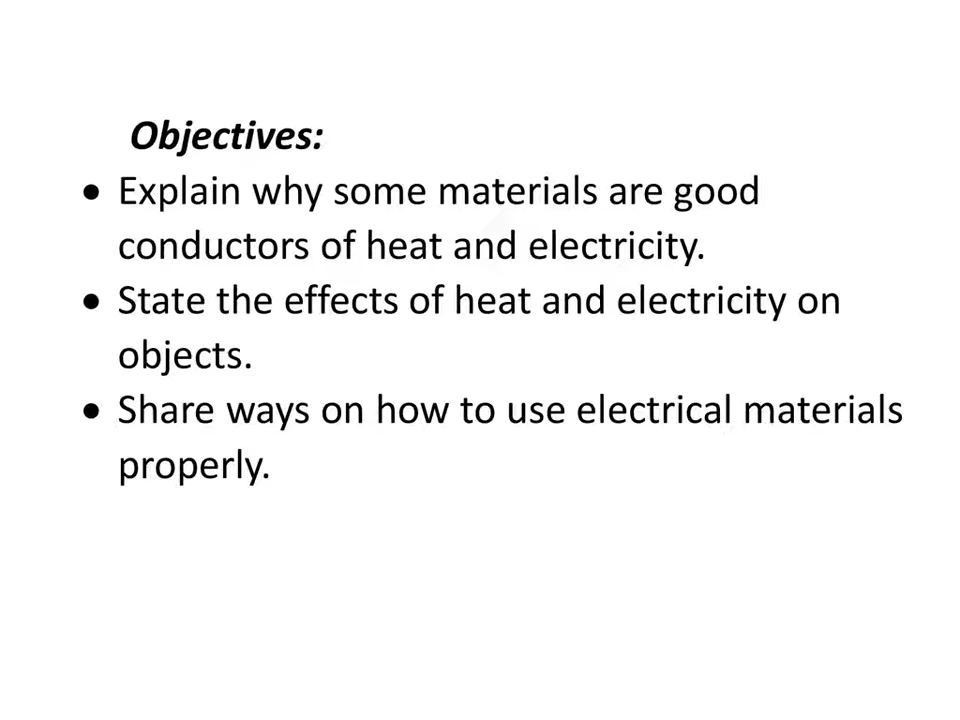 Objectives:
• Explain why some materials are good
conductors of heat and electricity.
• State the effects of heat and electricity on
objects.
• Share ways on how to use electrical materials
properly.